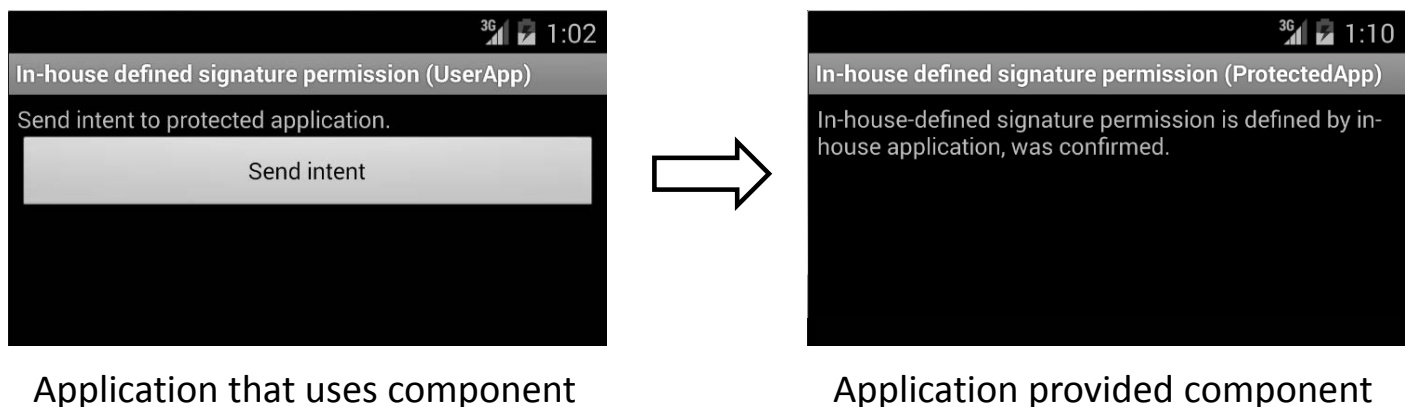 3G 1:02
In-house defined signature permission (UserApp)
Send intent to protected application.
Send intent
Application that uses component
3G 1:10
In-house defined signature permission (ProtectedApp)
In-house-defined signature permission is defined by in-
house application, was confirmed.
Application provided component